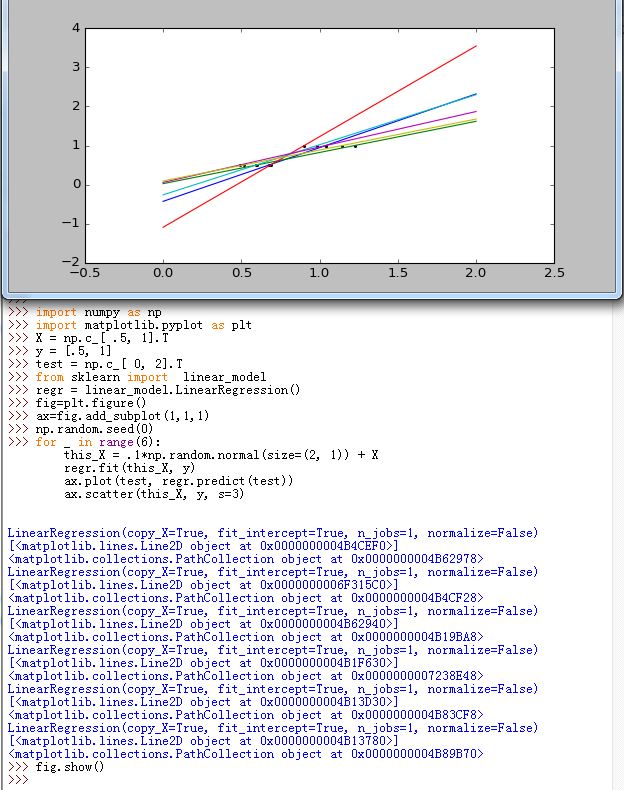 4
3
2
1
0
−1
−2
−0.5 0.0 0.5 1.0 1.5 2.0 2.5
>>> import numpy as np
>>> import matplotlib.pyplot as plt
>>> X = np.c_[ .5, 1].T
>>> y = [.5, 1]
>>> test = np.c_[ 0, 2].T
>>> from sklearn import  linear_model
>>> regr = linear_model.LinearRegression()
>>> fig=plt.figure()
>>> ax=fig.add_subplot(1,1,1)
>>> np.random.seed(0)
>>> for _ in range(6):
        this_X = .1*np.random.normal(size=(2, 1)) + X
        regr.fit(this_X, y)
        ax.plot(test, regr.predict(test))
        ax.scatter(this_X, y, s=3)
LinearRegression(copy_X=True, fit_intercept=True, n_jobs=1, normalize=False)
[<matplotlib.lines.Line2D object at 0x0000000004B4CEF0>]
<matplotlib.collections.PathCollection object at 0x0000000004B62978>
LinearRegression(copy_X=True, fit_intercept=True, n_jobs=1, normalize=False)
[<matplotlib.lines.Line2D object at 0x0000000006F315C0>]
<matplotlib.collections.PathCollection object at 0x0000000004B4CF28>
LinearRegression(copy_X=True, fit_intercept=True, n_jobs=1, normalize=False)
[<matplotlib.lines.Line2D object at 0x0000000004B62940>]
<matplotlib.collections.PathCollection object at 0x0000000004B19BA8>
LinearRegression(copy_X=True, fit_intercept=True, n_jobs=1, normalize=False)
[<matplotlib.lines.Line2D object at 0x0000000004B1F630>]
<matplotlib.collections.PathCollection object at 0x0000000007238E48>
LinearRegression(copy_X=True, fit_intercept=True, n_jobs=1, normalize=False)
[<matplotlib.lines.Line2D object at 0x0000000004B13D30>]
<matplotlib.collections.PathCollection object at 0x0000000004B83CF8>
LinearRegression(copy_X=True, fit_intercept=True, n_jobs=1, normalize=False)
[<matplotlib.lines.Line2D object at 0x0000000004B13780>]
<matplotlib.collections.PathCollection object at 0x0000000004B89B70>
>>> fig.show()
>>>